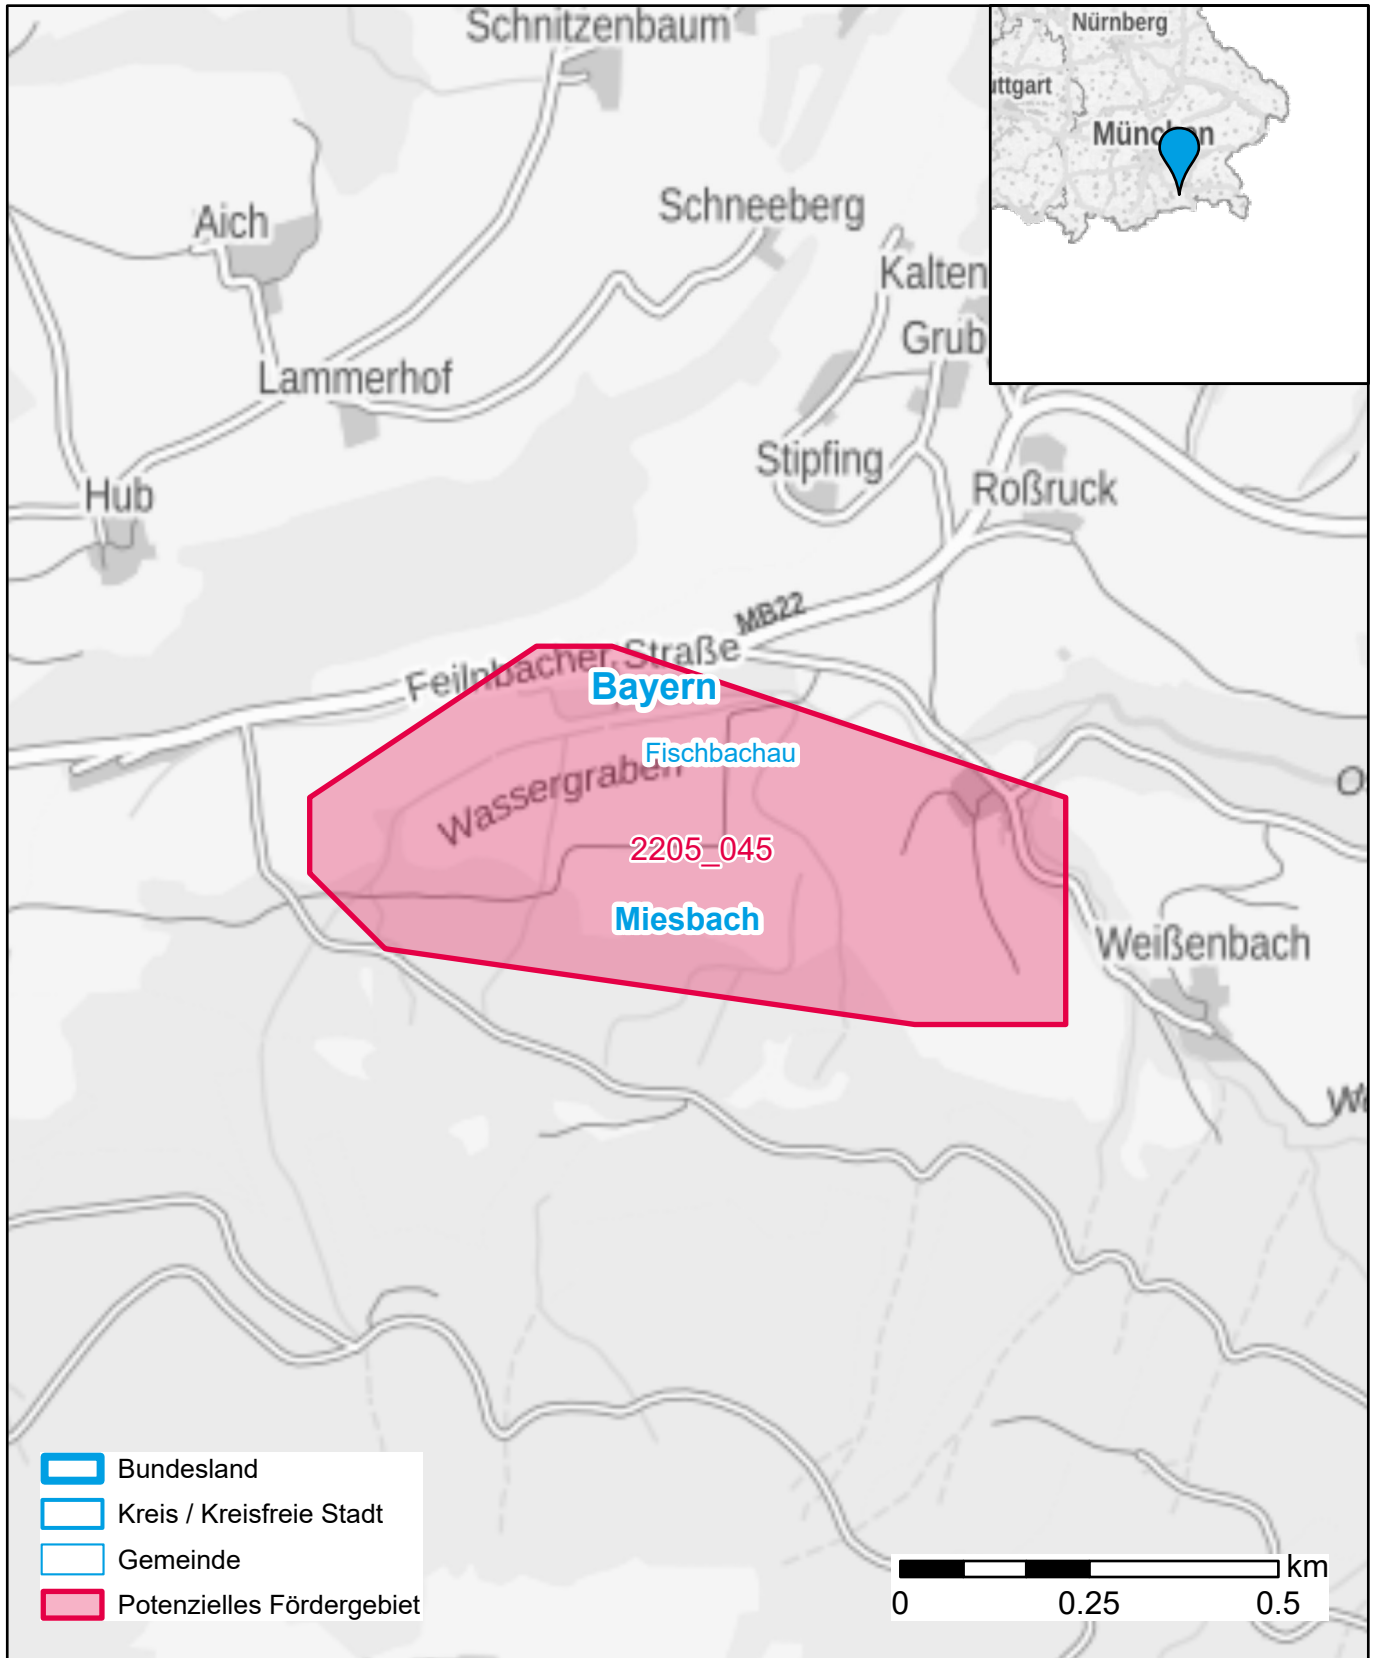 Schnitzenbaum
Nürnberg
uttgart
München
Aich
Schneeberg
Kalten
Grub
Lammerhof
Stipfing
Roßruck
Hub
MB22
Feilnbacher Straße
Bayern
Fischbachau
Wassergraben
2205_045
Miesbach
Weißenbach
Bundesland
Kreis / Kreisfreie Stadt
Gemeinde
Potenzielles Fördergebiet
km
0 0.25 0.5